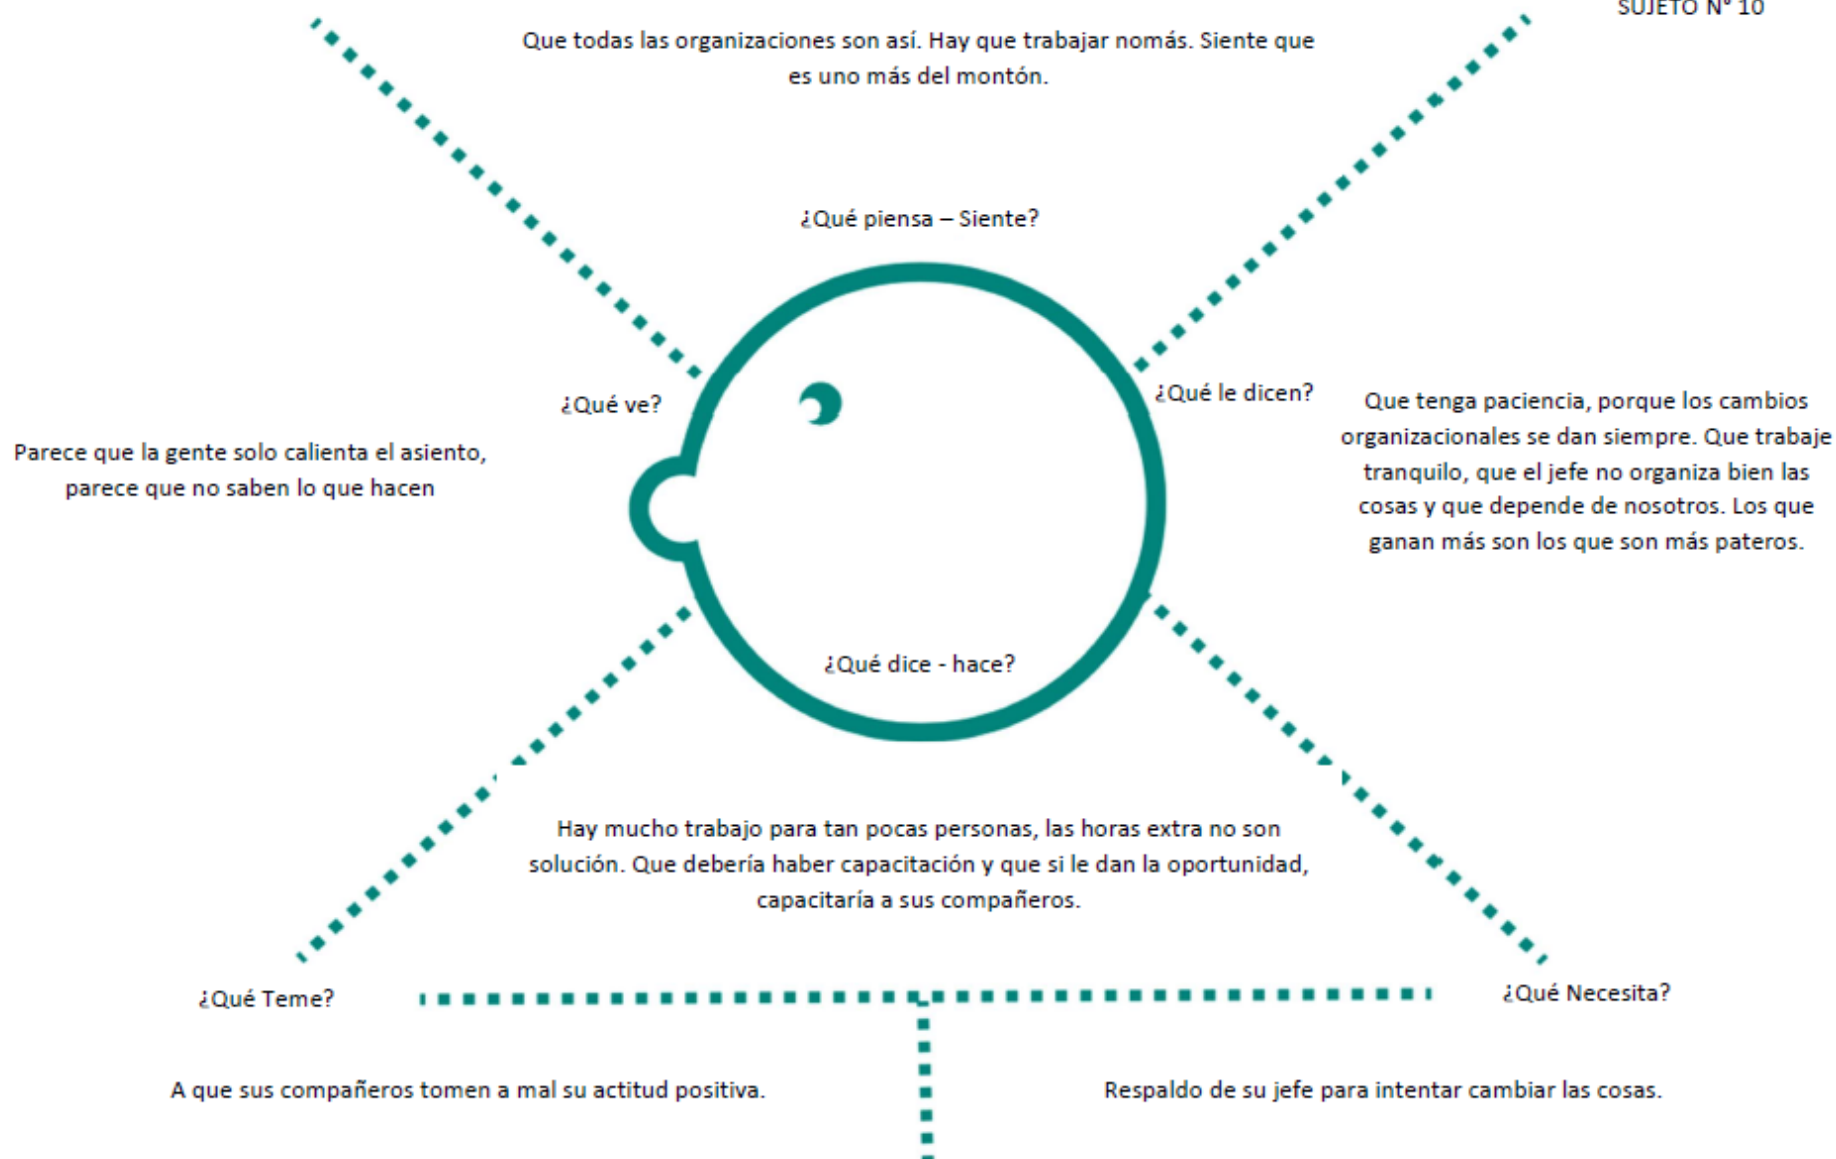 SUJETO N° 10
Que todas las organizaciones son así. Hay que trabajar nomás. Siente que
es uno más del montón.
¿Qué piensa – Siente?
¿Qué ve?
Parece que la gente solo calienta el asiento,
parece que no saben lo que hacen
¿Qué le dicen?
Que tenga paciencia, porque los cambios
organizacionales se dan siempre. Que trabaje
tranquilo, que el jefe no organiza bien las
cosas y que depende de nosotros. Los que
ganan más son los que son más pateros.
¿Qué dice - hace?
Hay mucho trabajo para tan pocas personas, las horas extra no son
solución. Que debería haber capacitación y que si le dan la oportunidad,
capacitaría a sus compañeros.
¿Qué Teme?
A que sus compañeros tomen a mal su actitud positiva.
¿Qué Necesita?
Respaldo de su jefe para intentar cambiar las cosas.